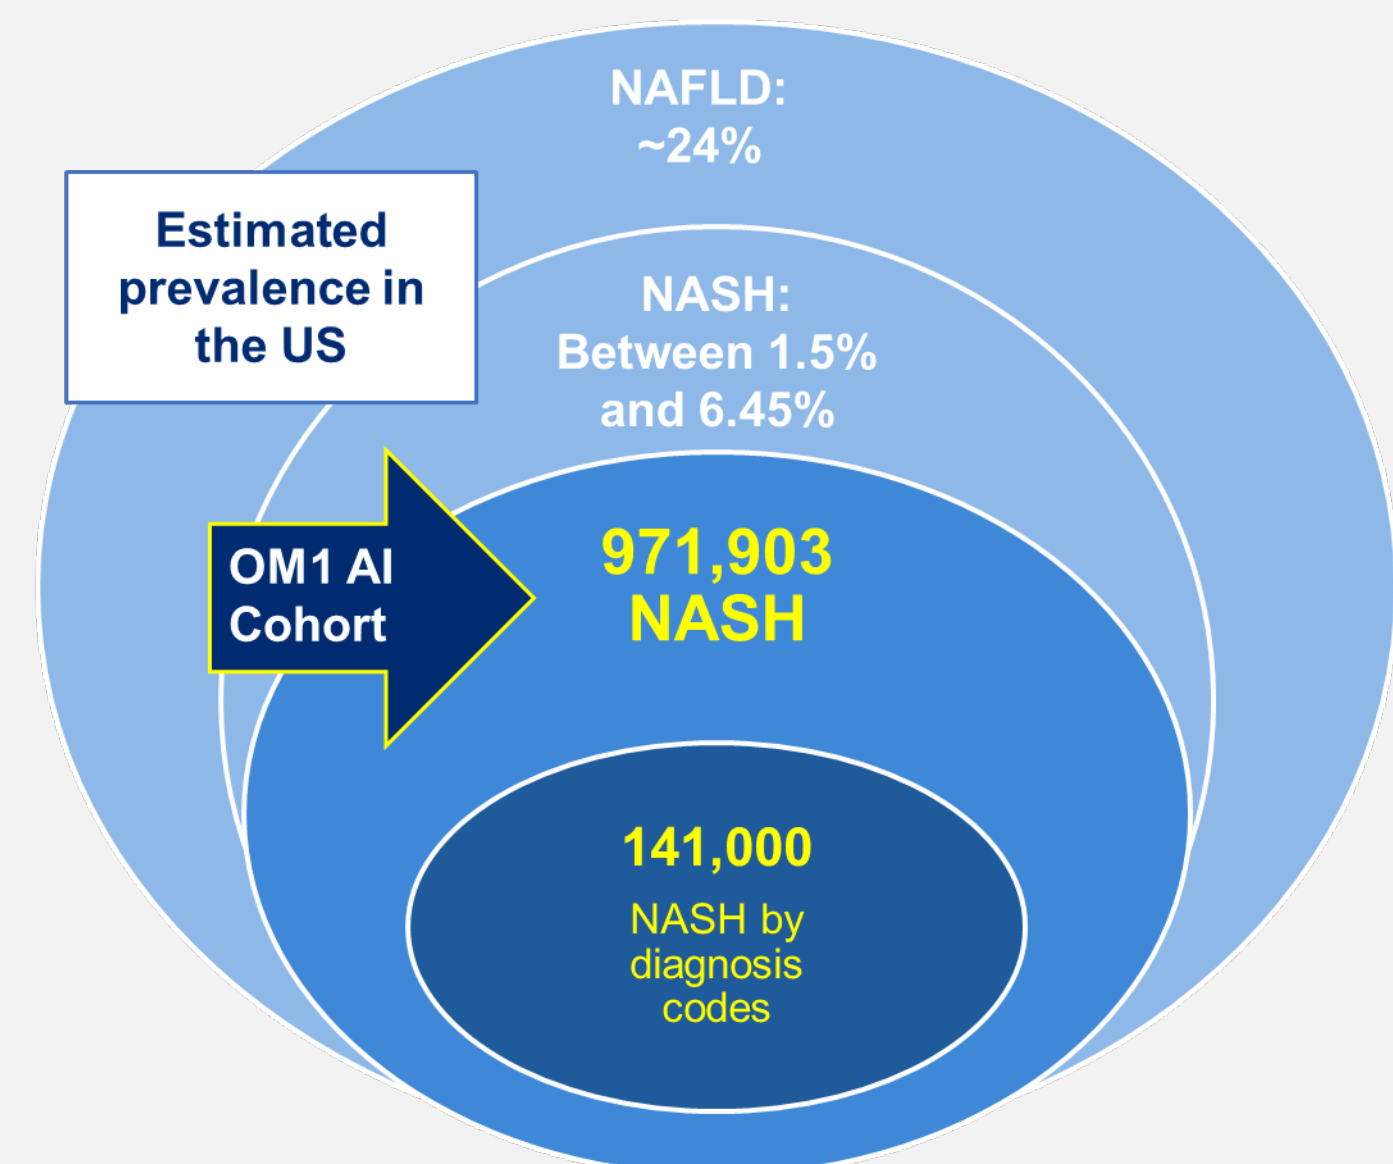 NAFLD:
~24%
Estimated
prevalence in
the US
NASH:
Between 1.5%
and 6.45%
OM1 AI
Cohort
971,903
NASH
141,000
NASH by
diagnosis
codes